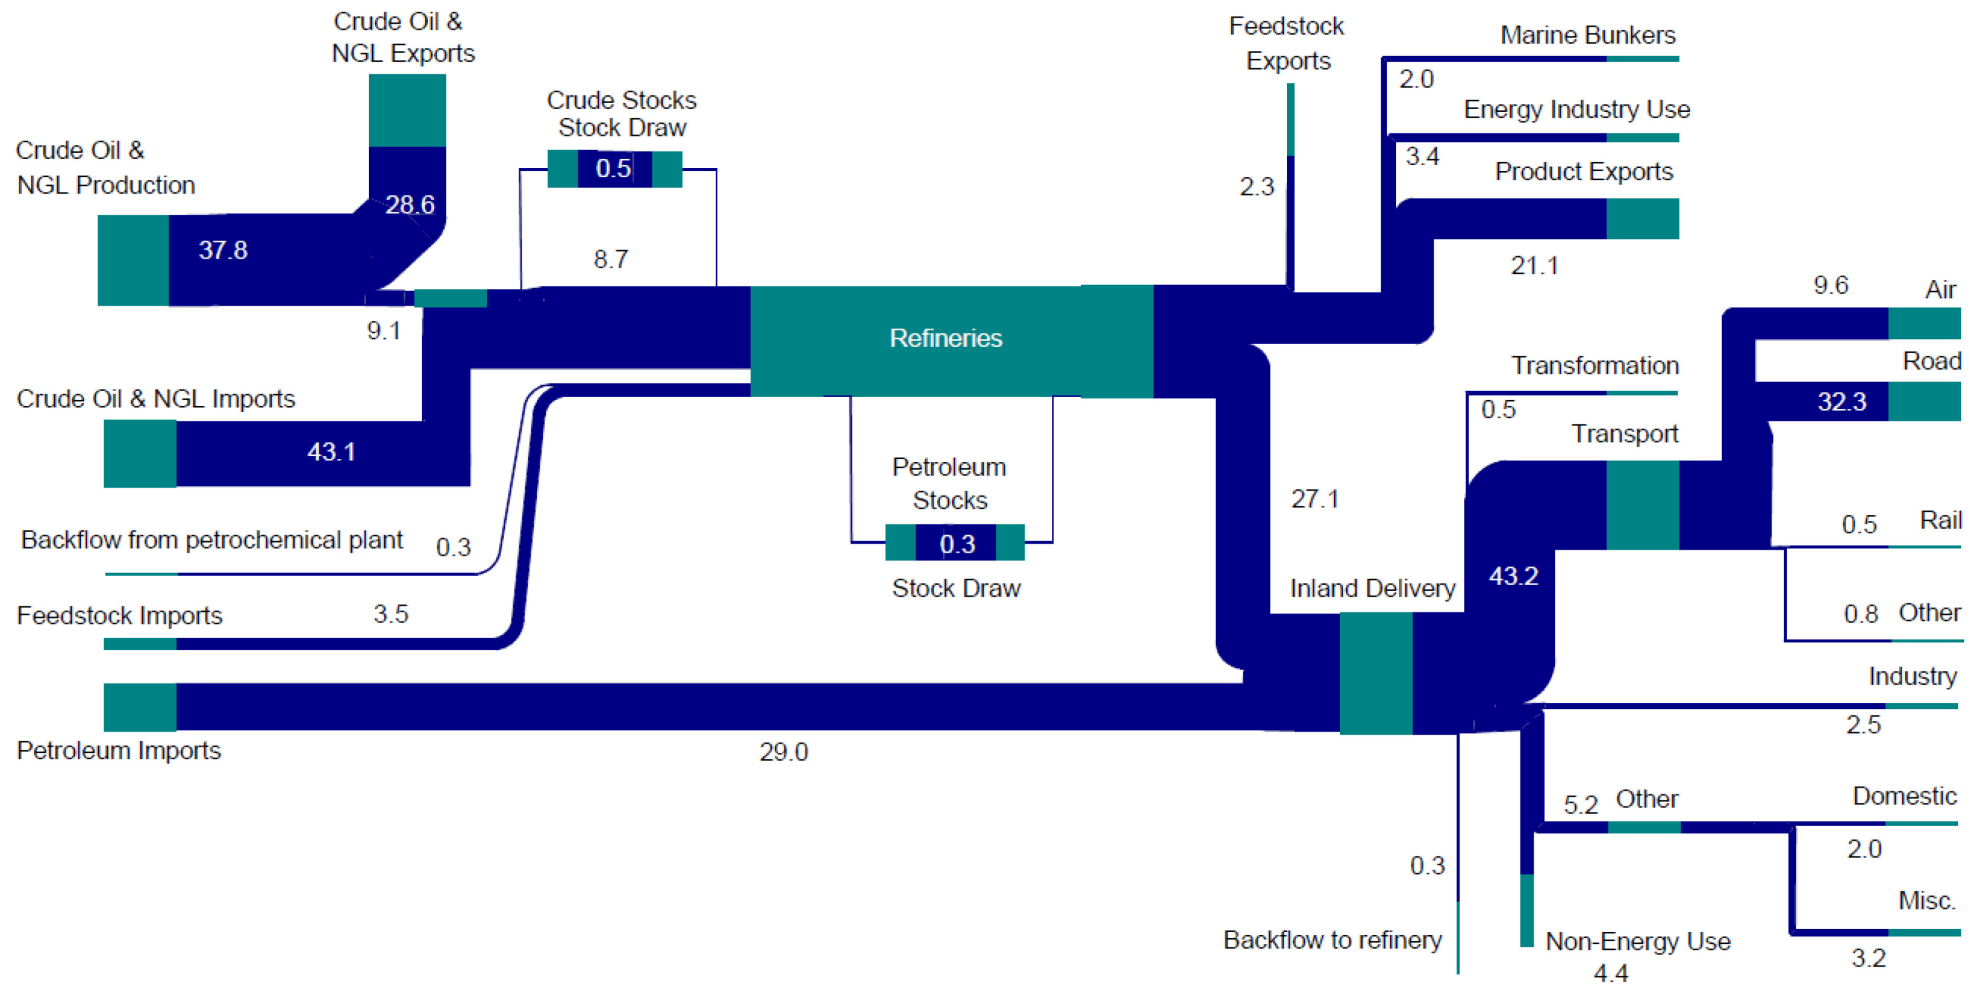 Crude Oil &
NGL Exports
Crude Oil &
NGL Production
37.8
28.6
9.1
Crude Stocks
Stock Draw
0.5
8.7
Crude Oil & NGL Imports
43.1
Backflow from petrochemical plant
0.3
Feedstock Imports
3.5
Petroleum Imports
29.0
Refineries
Petroleum
Stocks
0.3
Stock Draw
Feedstock
Exports
2.3
Marine Bunkers
2.0
Energy Industry Use
3.4
Product Exports
21.1
27.1
Inland Delivery
Transformation
0.5
Transport
43.2
9.6
Air
Road
32.3
0.5
Rail
0.8
Other
Industry
2.5
5.2
Other
Domestic
2.0
Misc.
3.2
0.3
Backflow to refinery
Non-Energy Use
4.4